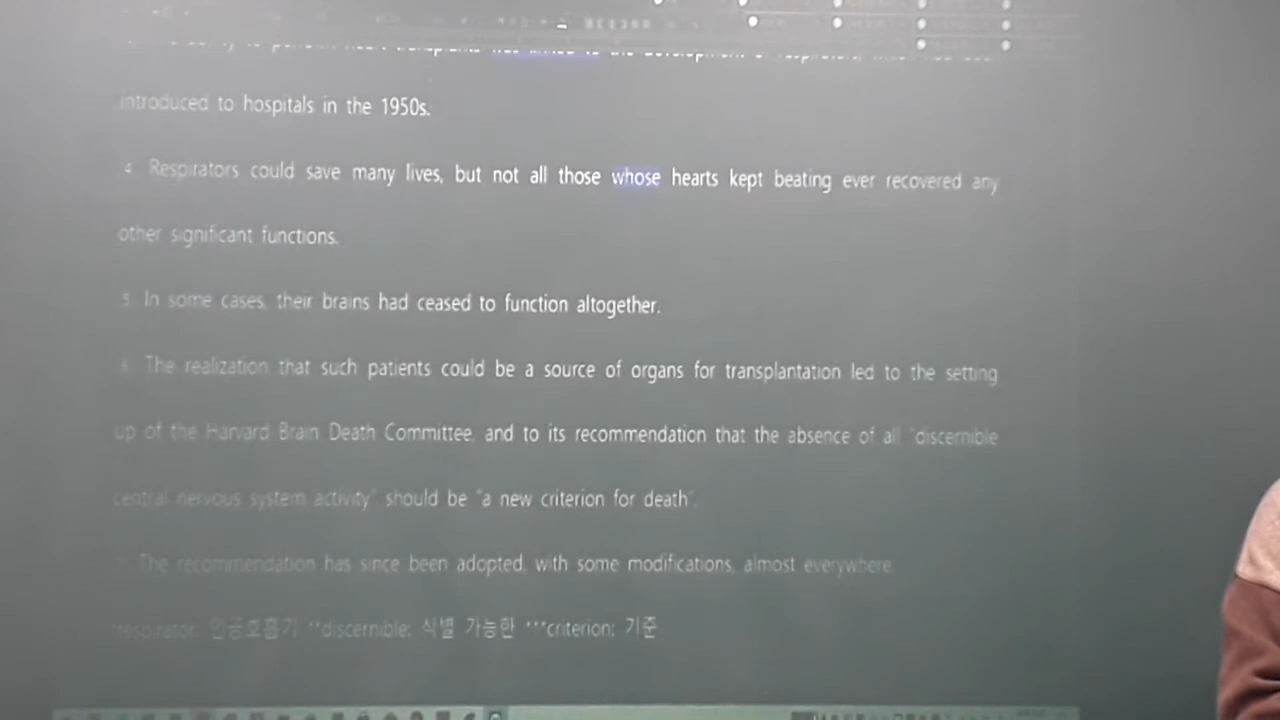 introduced to hospitals in the 1950s.
4 Respirators could save many lives, but not all those whose hearts kept beating ever recovered any
other significant functions.
5 In some cases, their brains had ceased to function altogether.
6 The realization that such patients could be a source of organs for transplantation led to the setting
up of the Harvard Brain Death Committee, and to its recommendation that the absence of all "discernible
central nervous system activity" should be "a new criterion for death".
The recommendation has since been adopted, with some modifications, almost everywhere.
*respirator: 인공호흡기 **discernible: 식별 가능한 ***criterion: 기준